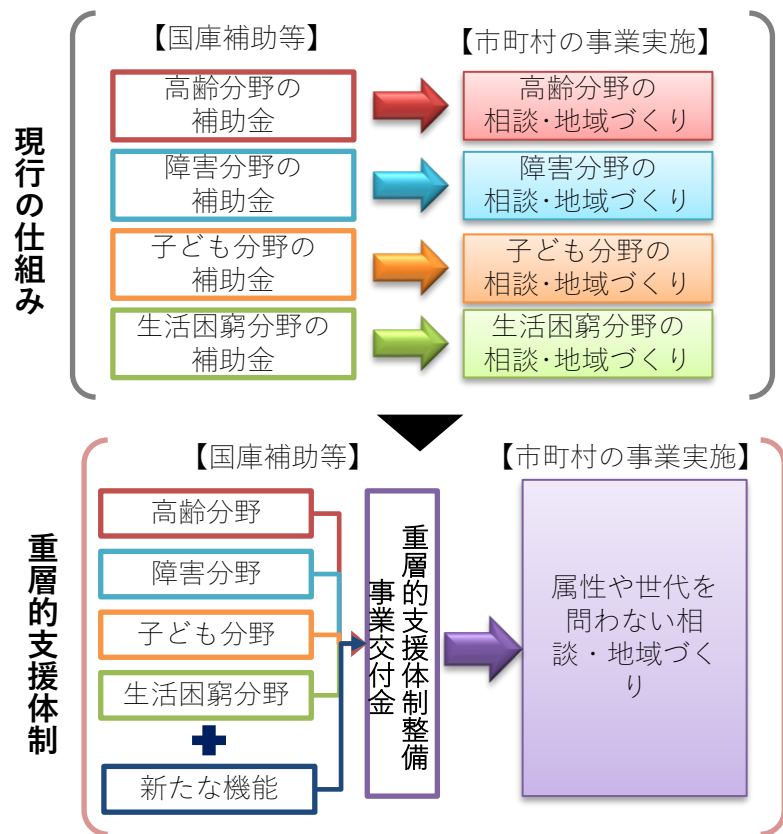 現行の仕組み
【国庫補助等】
【市町村の事業実施】
高齢分野の
補助金
高齢分野の
相談･地域づくり
障害分野の
補助金
障害分野の
相談･地域づくり
子ども分野の
補助金
子ども分野の
相談･地域づくり
生活困窮分野の
補助金
生活困窮分野の
相談･地域づくり
重層的支援体制
【国庫補助等】
【市町村の事業実施】
高齢分野
障害分野
子ども分野
生活困窮分野
新たな機能
重層的支援体制整備
事業交付金
属性や世代を
問わない相
談・地域づく
り